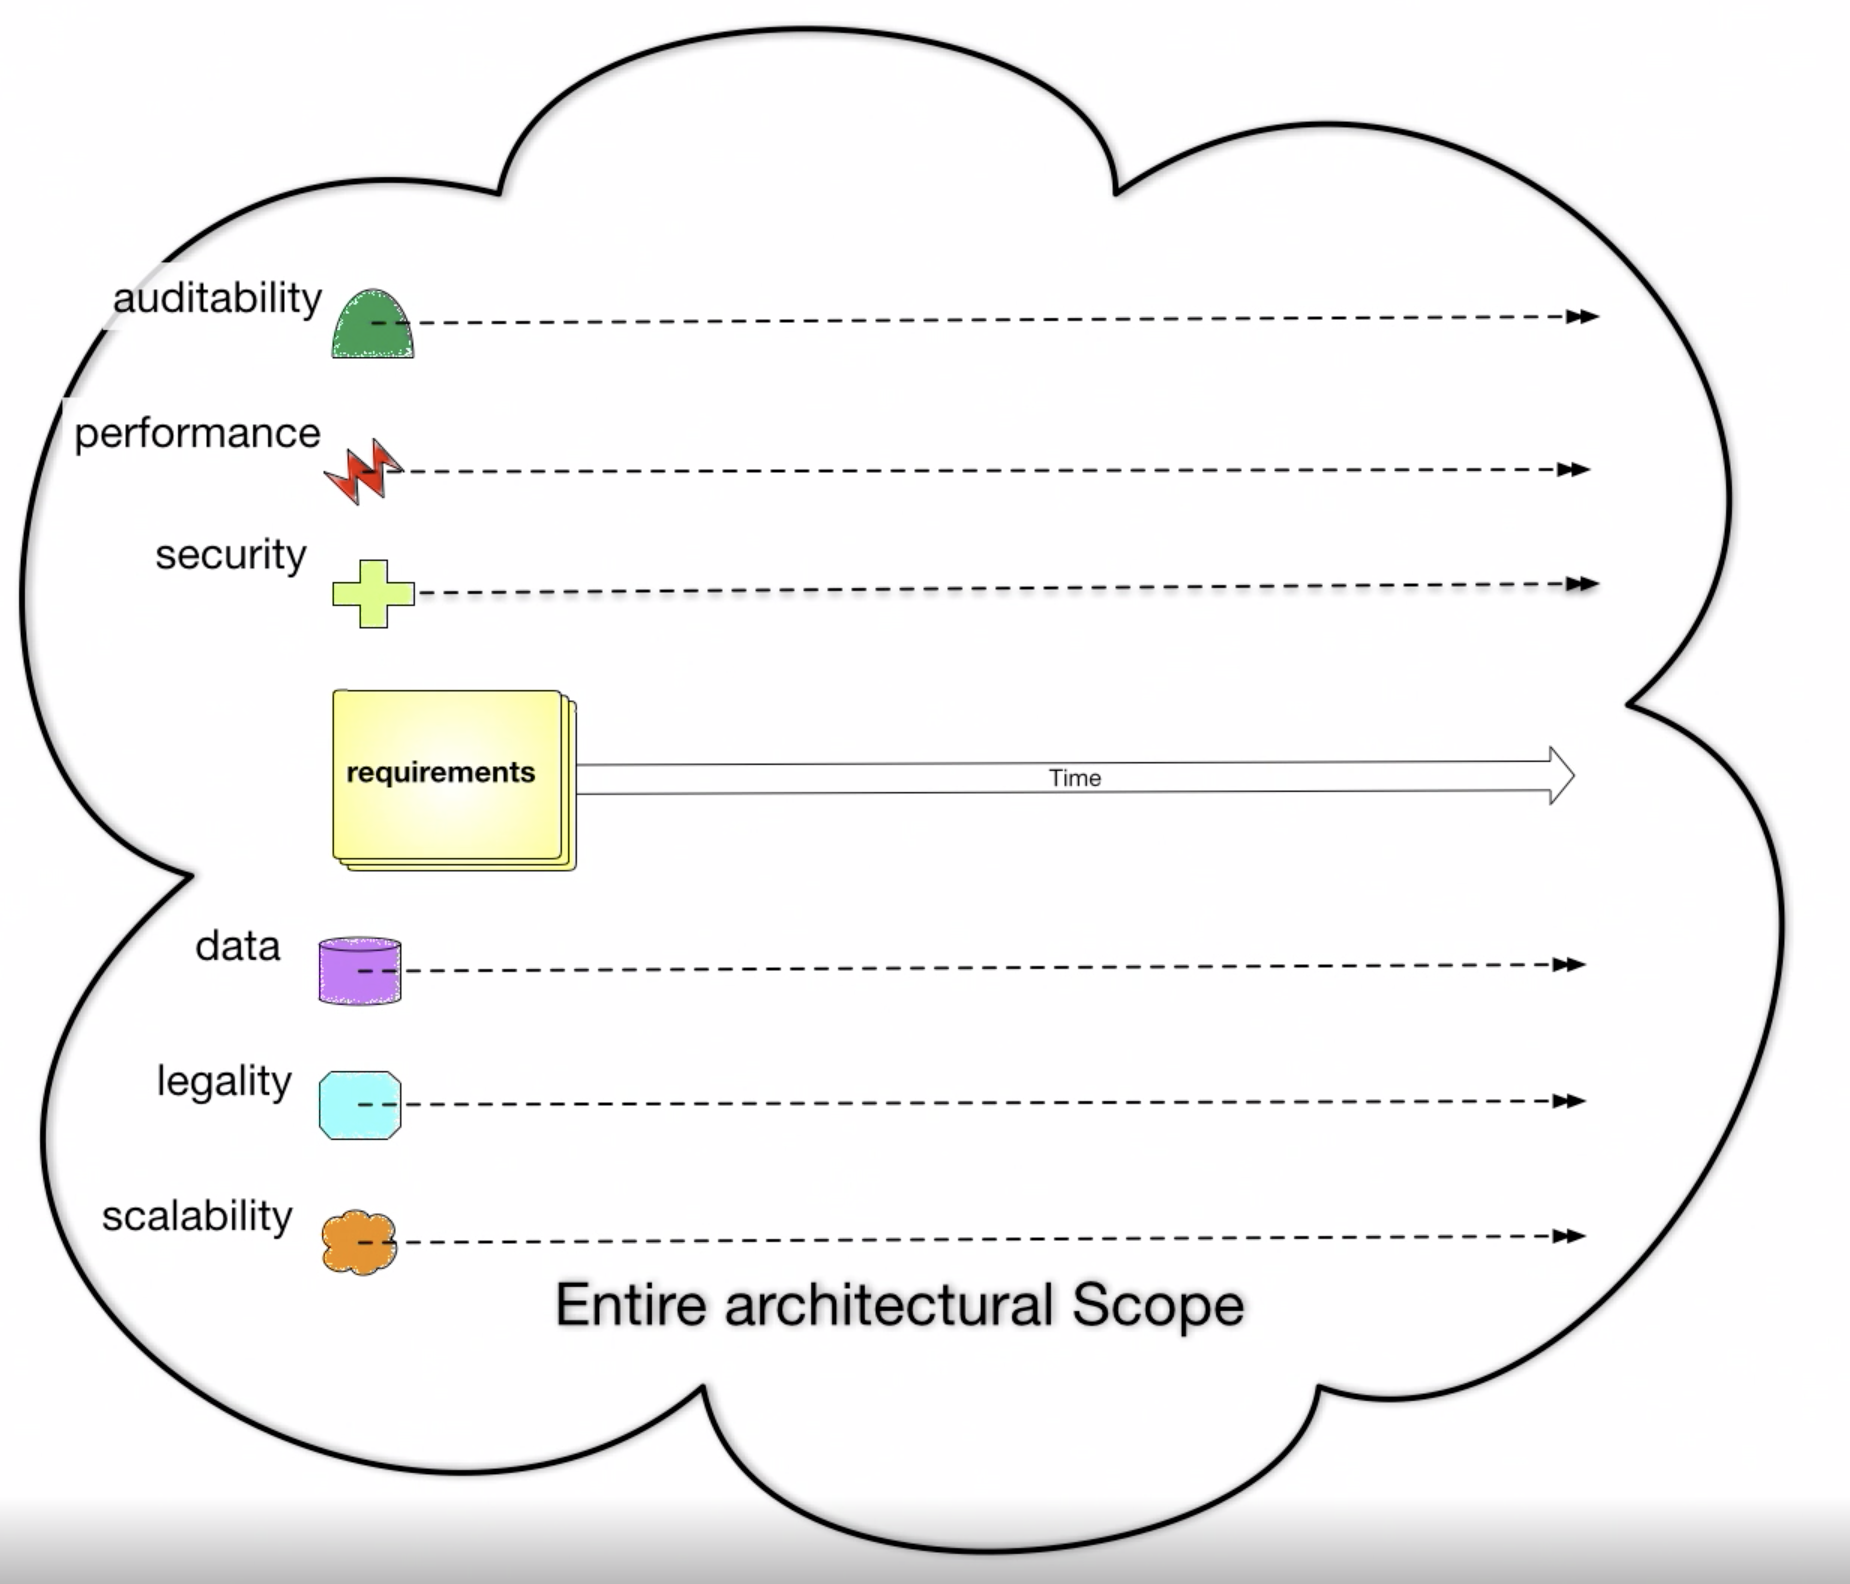 auditability
performance
security
requirements
Time
data
legality
scalability
Entire architectural Scope